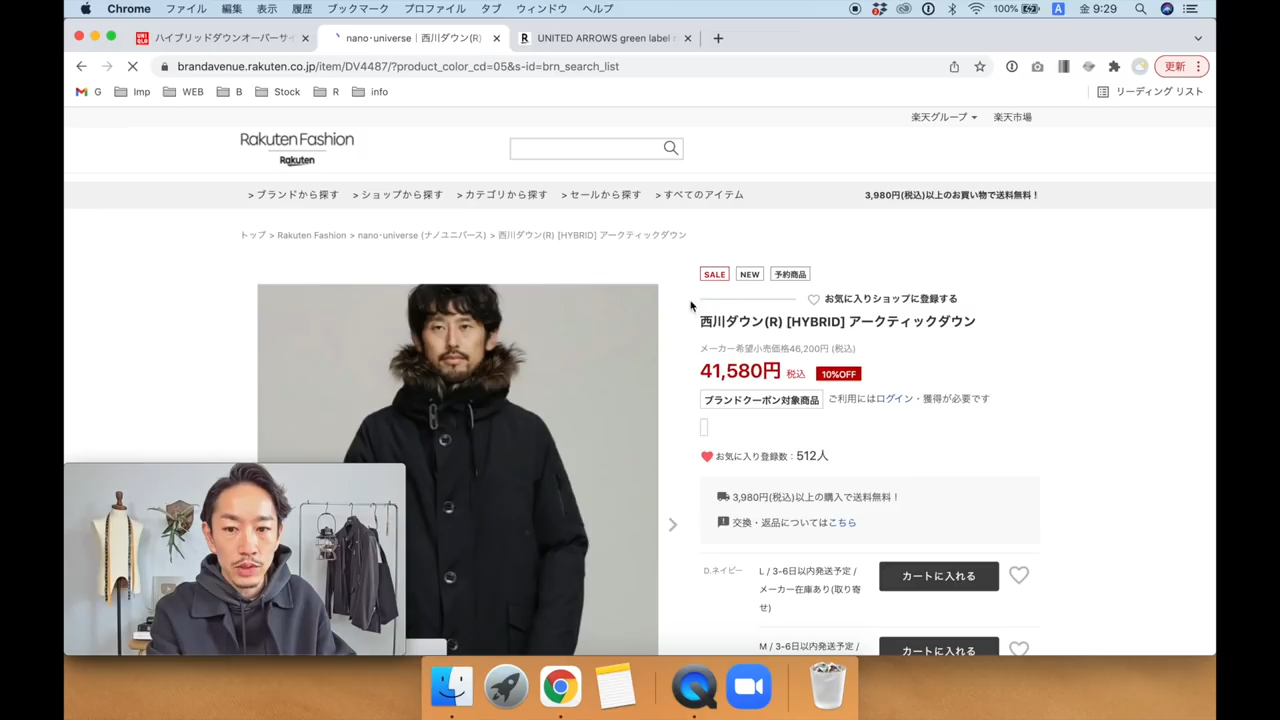 Chrome ファイル 編集 表示 履歴 ブックマーク プロファイル タブ ウィンドウ ヘルプ 100% A 金 9:29
UNIQLO ハイブリッドダウンオーバーサイ nano・universe｜西川ダウン(R) R UNITED ARROWS green label r
brandavenue.rakuten.co.jp/item/DV4487/?product_color_cd=05&s-id=brn_search_list 更新
G Imp WEB B Stock R info リーディング リスト
楽天グループ 楽天市場
Rakuten Fashion
Rakuten
> ブランドから探す > ショップから探す > カテゴリから探す > セールから探す > すべてのアイテム 3,980円(税込)以上のお買い物で送料無料！
トップ > Rakuten Fashion > nano・universe (ナノユニバース) > 西川ダウン(R) [HYBRID] アークティックダウン
SALE NEW 予約商品
お気に入りショップに登録する
西川ダウン(R) [HYBRID] アークティックダウン
メーカー希望小売価格46,200円 (税込)
41,580円 税込 10%OFF
ブランドクーポン対象商品 ご利用にはログイン・獲得が必要です
お気に入り登録数：512人
3,980円(税込)以上の購入で送料無料！
交換・返品についてはこちら
D.ネイビー L / 3-6日以内発送予定 / メーカー在庫あり(取り寄せ) カートに入れる
M / 3-6日以内発送予定 / カートに入れる